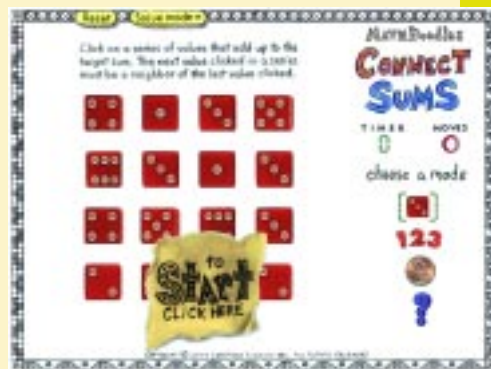 Reset Solve mode
Click on a series of values that add up to the
target sum. The next value clicked in a series
must be a neighbor of the last value clicked.
MathDoodles
CONNECT
SUMS
TIMER MOVES
0 0
choose a mode
123
?
TO
START
CLICK HERE